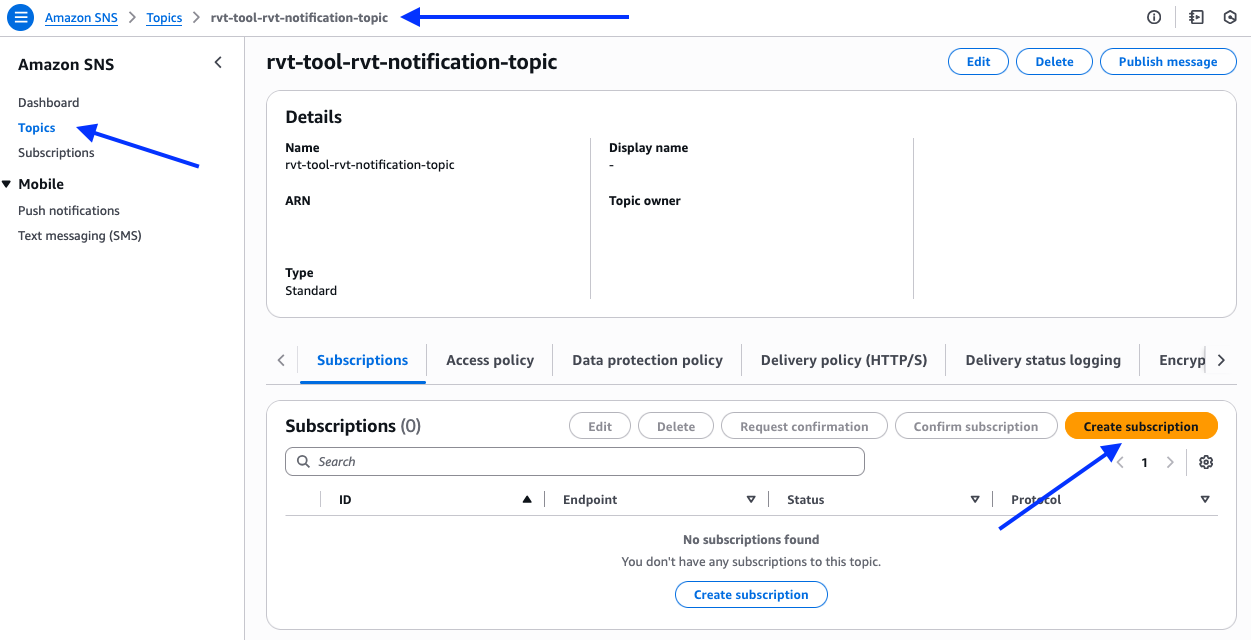 Amazon SNS > Topics > rvt-tool-rvt-notification-topic
Amazon SNS
Dashboard
Topics
Subscriptions
Mobile
Push notifications
Text messaging (SMS)
rvt-tool-rvt-notification-topic
Edit Delete Publish message
Details
Name
rvt-tool-rvt-notification-topic
ARN
Type
Standard
Display name
-
Topic owner
Subscriptions Access policy Data protection policy Delivery policy (HTTP/S) Delivery status logging Encryp
Subscriptions (0)
Edit Delete Request confirmation Confirm subscription Create subscription
Search
1
ID Endpoint Status Protocol
No subscriptions found
You don't have any subscriptions to this topic.
Create subscription